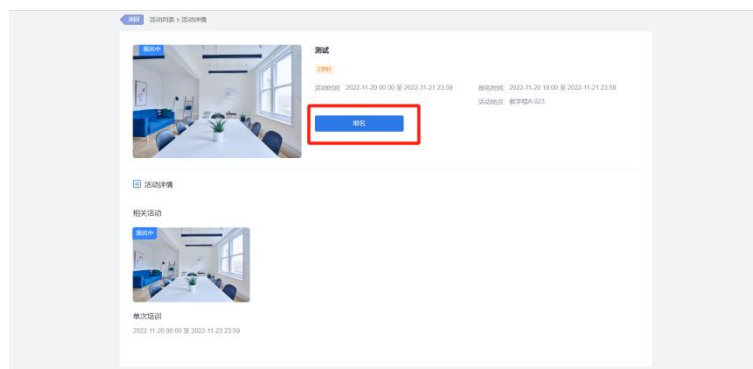 返回 活动列表 > 活动详情
报名中
测试
活动时间 2022-11-20 00:00 至 2022-11-21 23:59
报名时间 2022-11-20 19:00 至 2022-11-21 23:59
活动地点 教学楼A-023
报名
活动详情
相关活动
报名中
单次培训
2022-11-20 00:00 至 2022-11-23 23:59